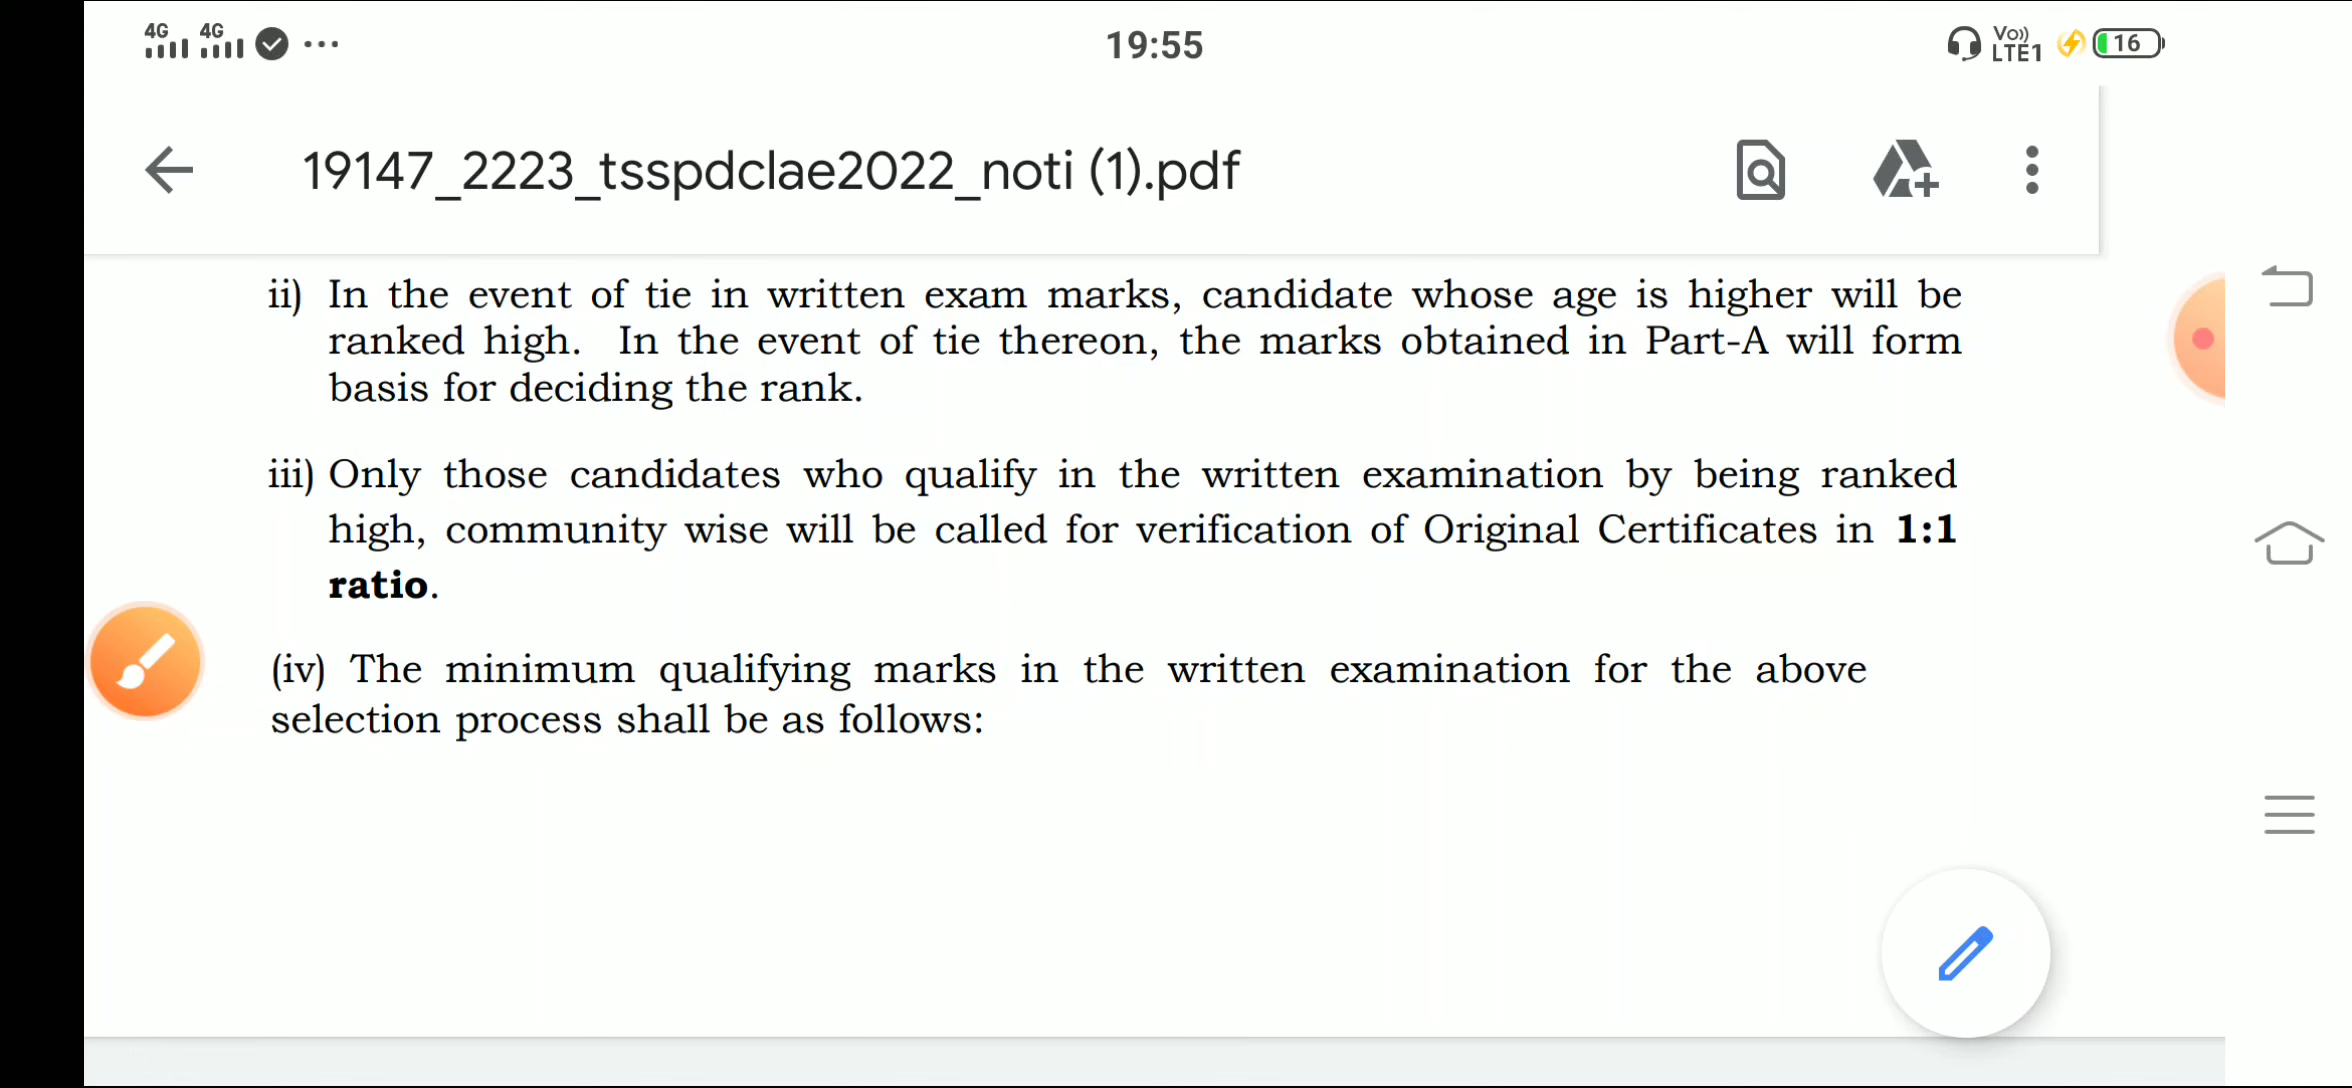 4G 4G 19:55 Vo)) LTE1 16
19147_2223_tsspdclae2022_noti (1).pdf
ii) In the event of tie in written exam marks, candidate whose age is higher will be
ranked high. In the event of tie thereon, the marks obtained in Part-A will form
basis for deciding the rank.
iii) Only those candidates who qualify in the written examination by being ranked
high, community wise will be called for verification of Original Certificates in 1:1
ratio.
(iv) The minimum qualifying marks in the written examination for the above
selection process shall be as follows: